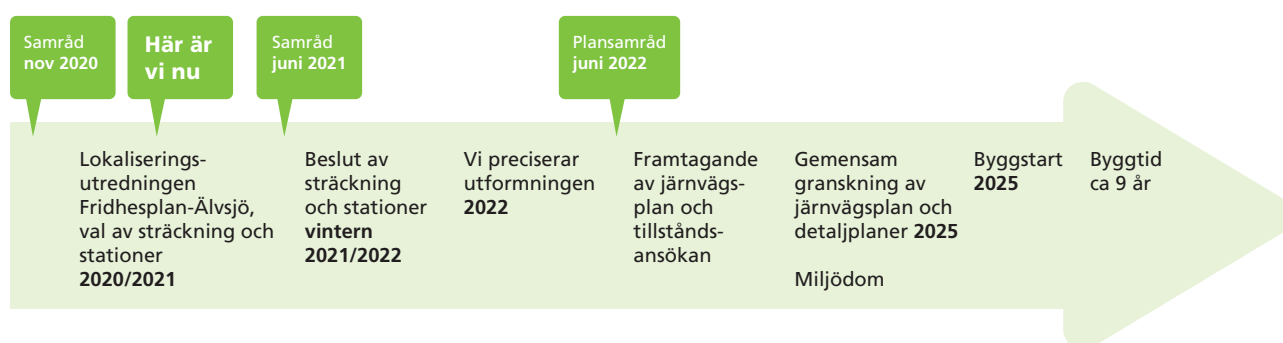 Samråd
nov 2020
Här är
vi nu
Samråd
juni 2021
Plansamråd
juni 2022
Lokaliserings-
utredningen
Fridhesplan-Älvsjö,
val av sträckning och
stationer
2020/2021
Beslut av
sträckning
och stationer
vintern
2021/2022
Vi preciserar
utformningen
2022
Framtagande
av järnvägs-
plan och
tillstånds-
ansökan
Gemensam
granskning av
järnvägsplan och
detaljplaner 2025
Miljödom
Byggstart
2025
Byggtid
ca 9 år